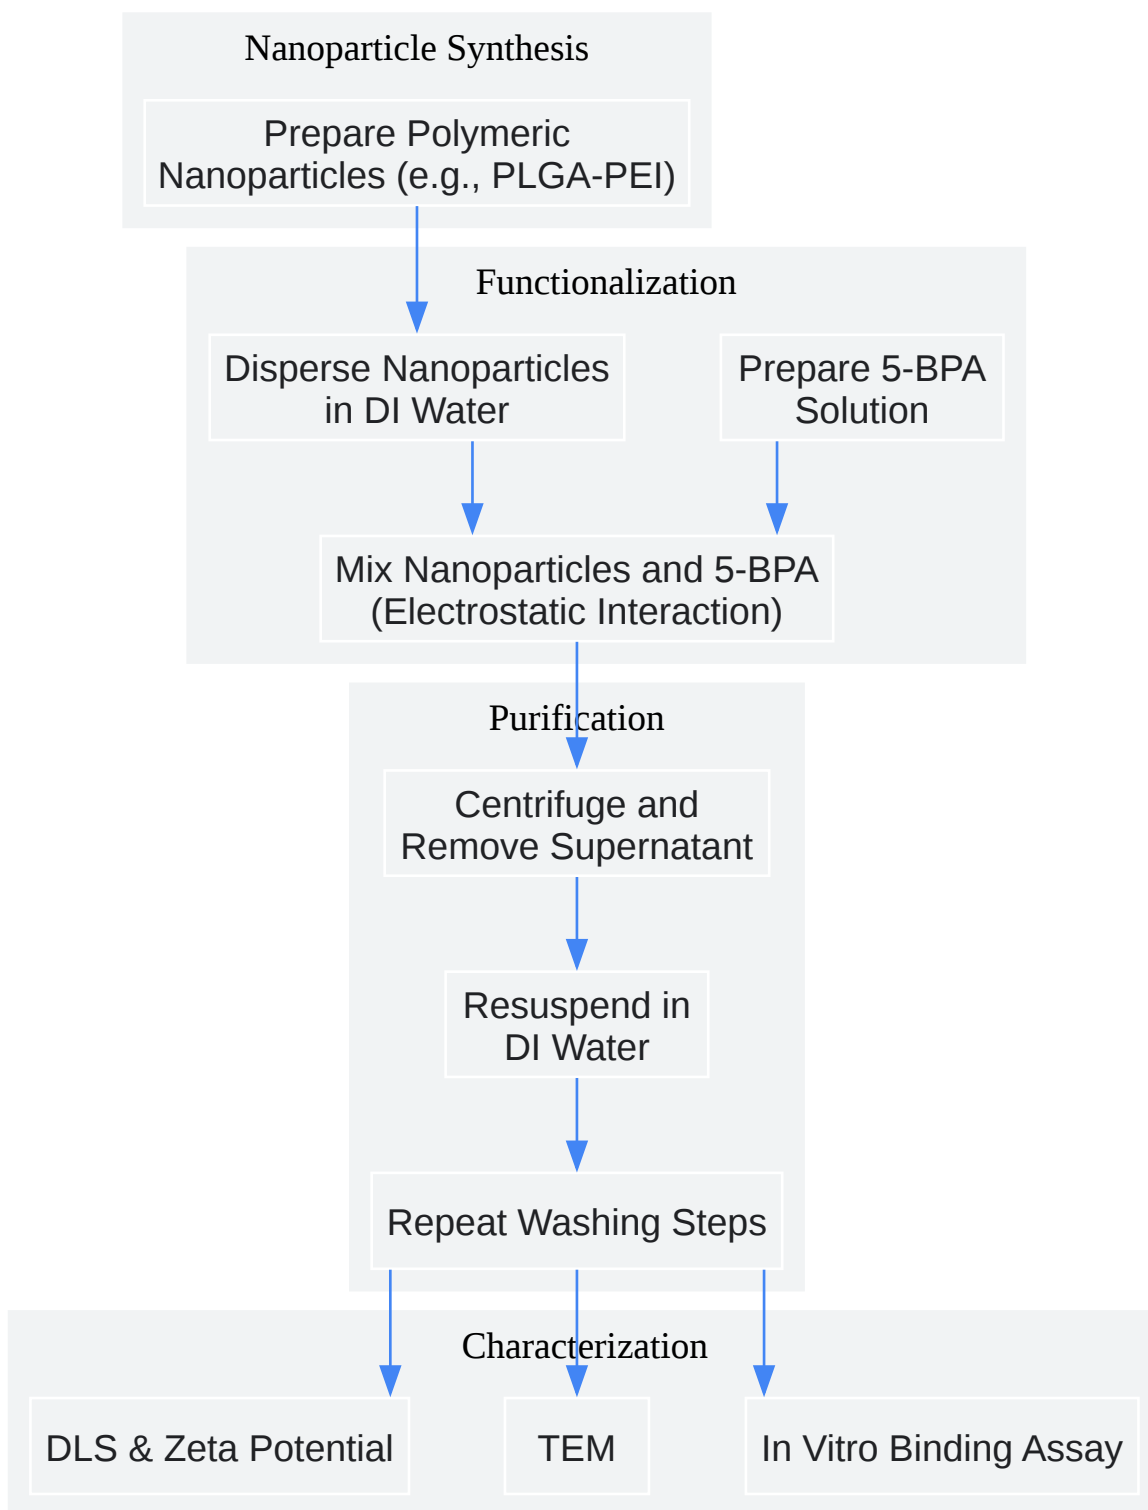 Nanoparticle Synthesis
Prepare Polymeric
Nanoparticles (e.g., PLGA-PEI)
Functionalization
Disperse Nanoparticles
in DI Water
Prepare 5-BPA
Solution
Mix Nanoparticles and 5-BPA
(Electrostatic Interaction)
Purification
Centrifuge and
Remove Supernatant
Resuspend in
DI Water
Repeat Washing Steps
Characterization
DLS & Zeta Potential
TEM
In Vitro Binding Assay